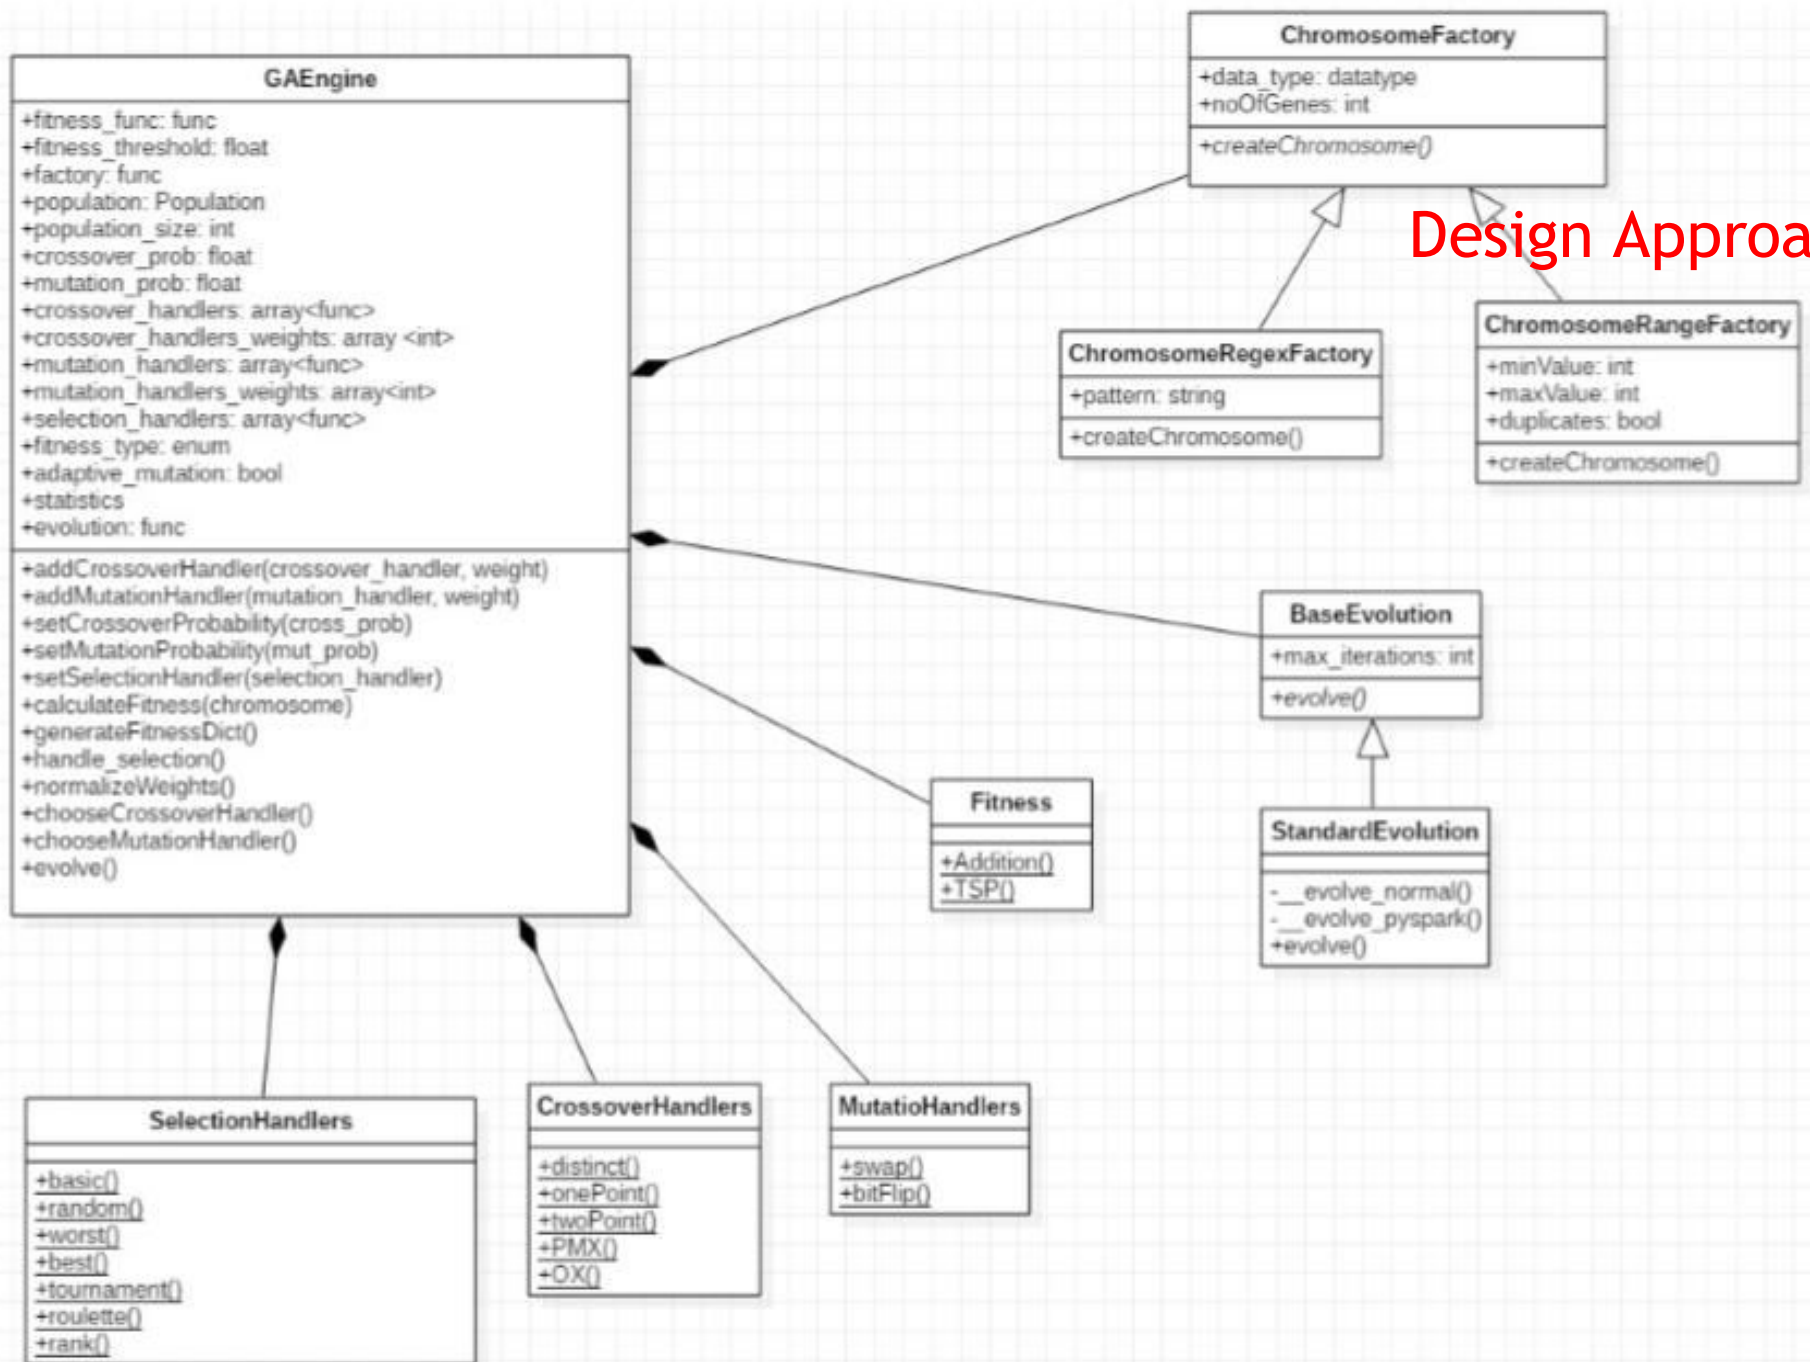 GAEngine
+fitness_func: func
+fitness_threshold: float
+factory: func
+population: Population
+population_size: int
+crossover_prob: float
+mutation_prob: float
+crossover_handlers: array<func>
+crossover_handlers_weights: array <int>
+mutation_handlers: array<func>
+mutation_handlers_weights: array<int>
+selection_handlers: array<func>
+fitness_type: enum
+adaptive_mutation: bool
+statistics
+evolution: func
+addCrossoverHandler(crossover_handler, weight)
+addMutationHandler(mutation_handler, weight)
+setCrossoverProbability(cross_prob)
+setMutationProbability(mut_prob)
+setSelectionHandler(selection_handler)
+calculateFitness(chromosome)
+generateFitnessDict()
+handle_selection()
+normalizeWeights()
+chooseCrossoverHandler()
+chooseMutationHandler()
+evolve()
ChromosomeFactory
+data_type: datatype
+noOfGenes: int
+createChromosome()
Design Approa
ChromosomeRegexFactory
+pattern: string
+createChromosome()
ChromosomeRangeFactory
+minValue: int
+maxValue: int
+duplicates: bool
+createChromosome()
BaseEvolution
+max_iterations: int
+evolve()
Fitness
+Addition()
+TSP()
StandardEvolution
-__evolve_normal()
-__evolve_pyspark()
+evolve()
SelectionHandlers
+basic()
+random()
+worst()
+best()
+tournament()
+roulette()
+rank()
CrossoverHandlers
+distinct()
+onePoint()
+twoPoint()
+PMX()
+OX()
MutatioHandlers
+swap()
+bitFlip()